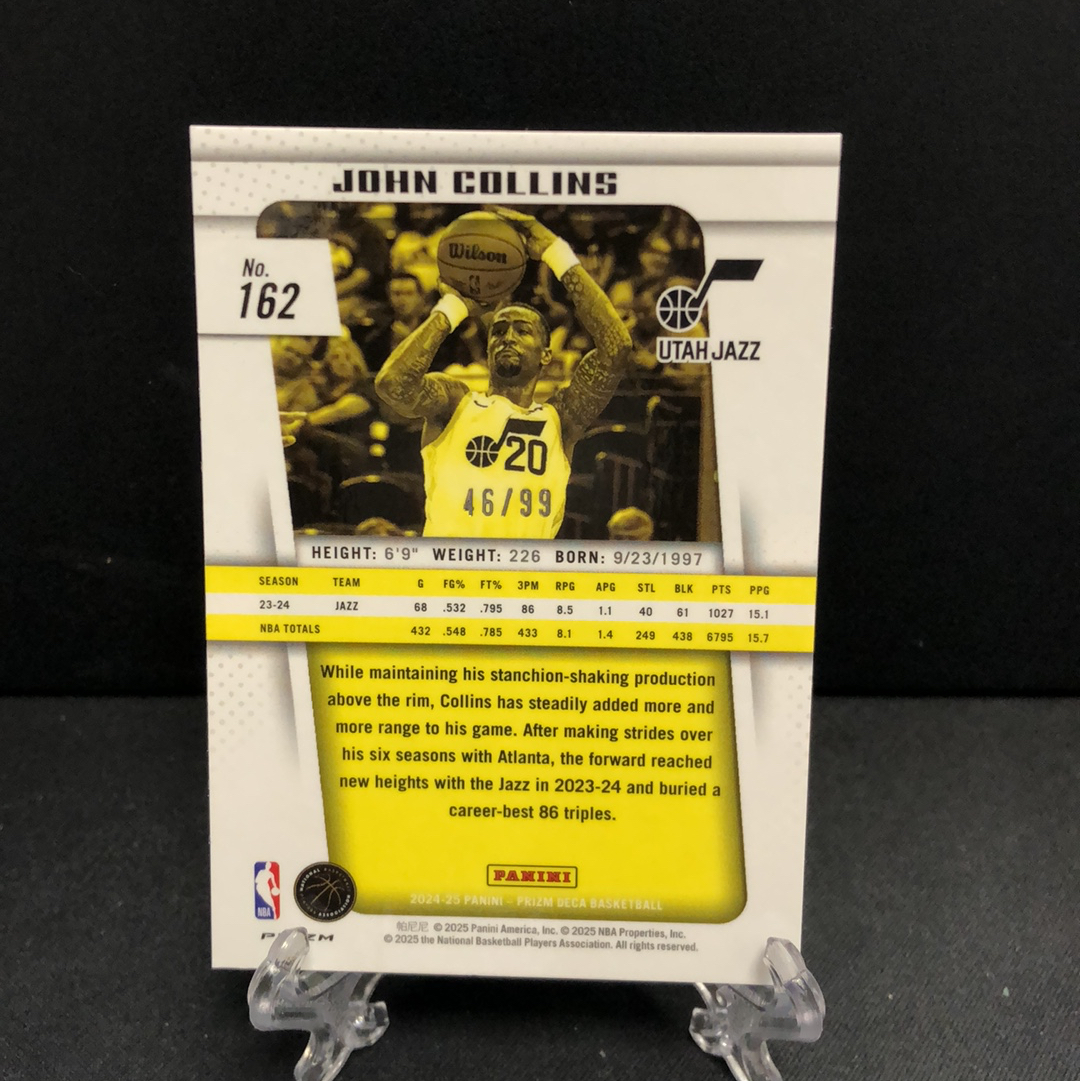 JOHN COLLINS
No.
162
Wilson
UTAH JAZZ
20
46/99
HEIGHT: 6'9" WEIGHT: 226 BORN: 9/23/1997
SEASON TEAM G FG% FT% 3PM RPG APG STL BLK PTS PPG
23-24 JAZZ 68 .532 .795 86 8.5 1.1 40 61 1027 15.1
NBA TOTALS 432 .548 .785 433 8.1 1.4 249 438 6795 15.7
While maintaining his stanchion-shaking production
above the rim, Collins has steadily added more and
more range to his game. After making strides over
his six seasons with Atlanta, the forward reached
new heights with the Jazz in 2023-24 and buried a
career-best 86 triples.
PANINI
2024-25 PANINI – PRIZM DECA BASKETBALL
NBA
NATIONAL BASKETBALL PLAYERS ASSOCIATION
帕尼尼 © 2025 Panini America, Inc. © 2025 NBA Properties, Inc.
© 2025 the National Basketball Players Association. All rights reserved.
PRIZM